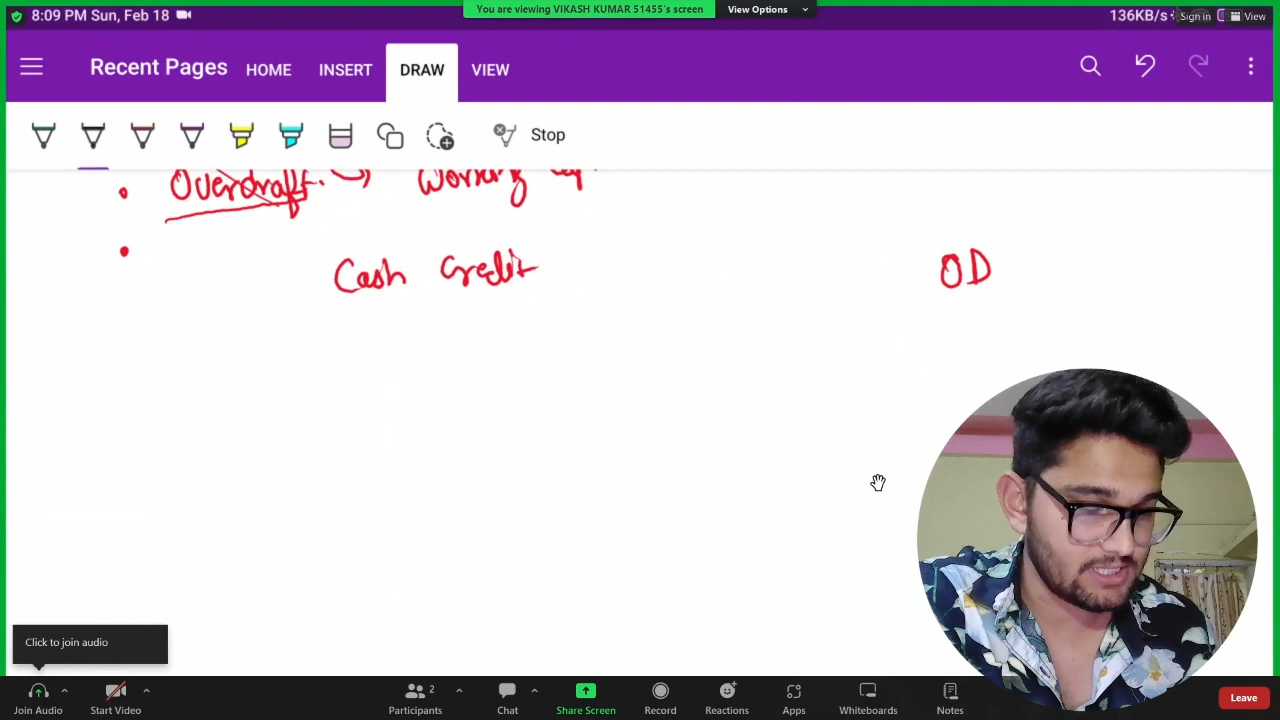 You are viewing VIKASH KUMAR 51455's screen View Options
8:09 PM Sun, Feb 18 136KB/s Sign in View
Recent Pages HOME INSERT DRAW VIEW
Stop
• Overdraft. Working
•
Cash Credit OD
Click to join audio
Join Audio Start Video Participants 2 Chat Share Screen Record Reactions Apps Whiteboards Notes Leave